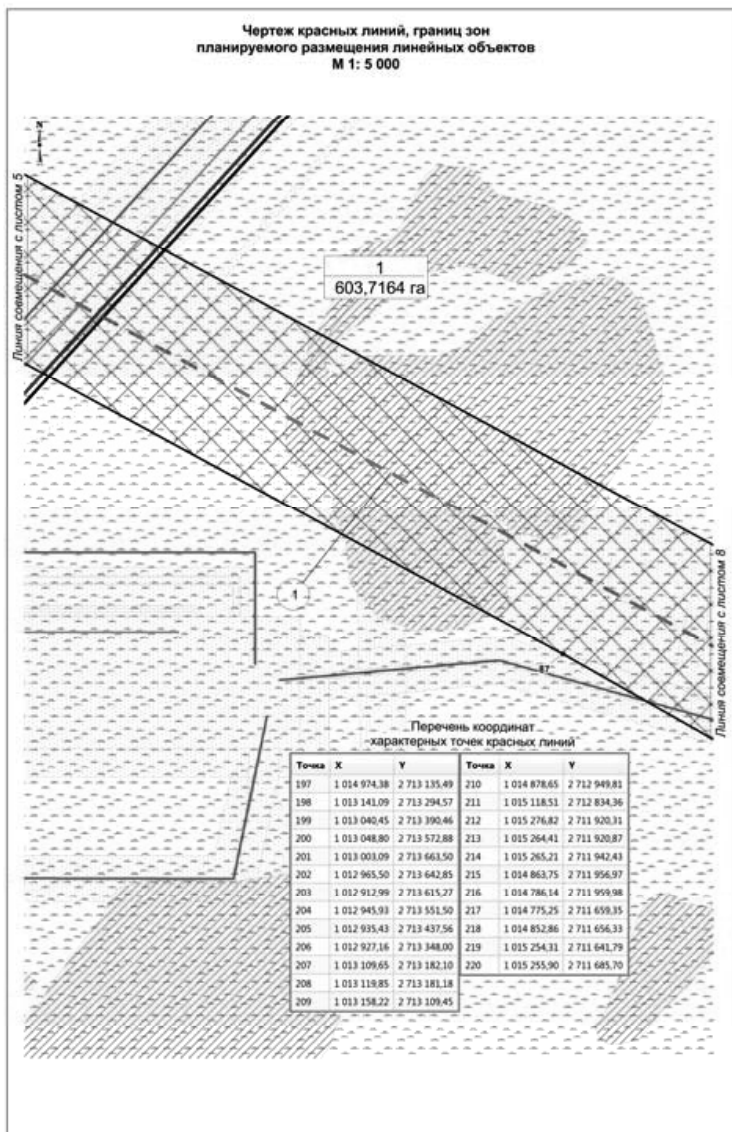 Чертеж красных линий, границ зон
планируемого размещения линейных объектов
М 1: 5 000
Линия совмещения с листом 5
1
603,7164 га
1
Линия совмещения с листом 8
87
Перечень координат
характерных точек красных линий
Точка X Y Точка X Y
197 1 014 974,38 2 713 135,49 210 1 014 878,65 2 712 949,81
198 1 013 141,09 2 713 294,57 211 1 015 118,51 2 712 834,36
199 1 013 040,45 2 713 390,46 212 1 015 276,82 2 711 920,31
200 1 013 048,80 2 713 572,88 213 1 015 264,41 2 711 920,87
201 1 013 003,09 2 713 663,50 214 1 015 265,21 2 711 942,43
202 1 012 965,50 2 713 642,85 215 1 014 863,75 2 711 956,97
203 1 012 912,99 2 713 615,27 216 1 014 786,14 2 711 959,98
204 1 012 945,93 2 713 551,50 217 1 014 775,25 2 711 659,35
205 1 012 935,43 2 713 437,56 218 1 014 852,86 2 711 656,33
206 1 012 927,16 2 713 348,00 219 1 015 254,31 2 711 641,79
207 1 013 109,65 2 713 182,10 220 1 015 255,90 2 711 685,70
208 1 013 119,85 2 713 181,18
209 1 013 158,22 2 713 109,45